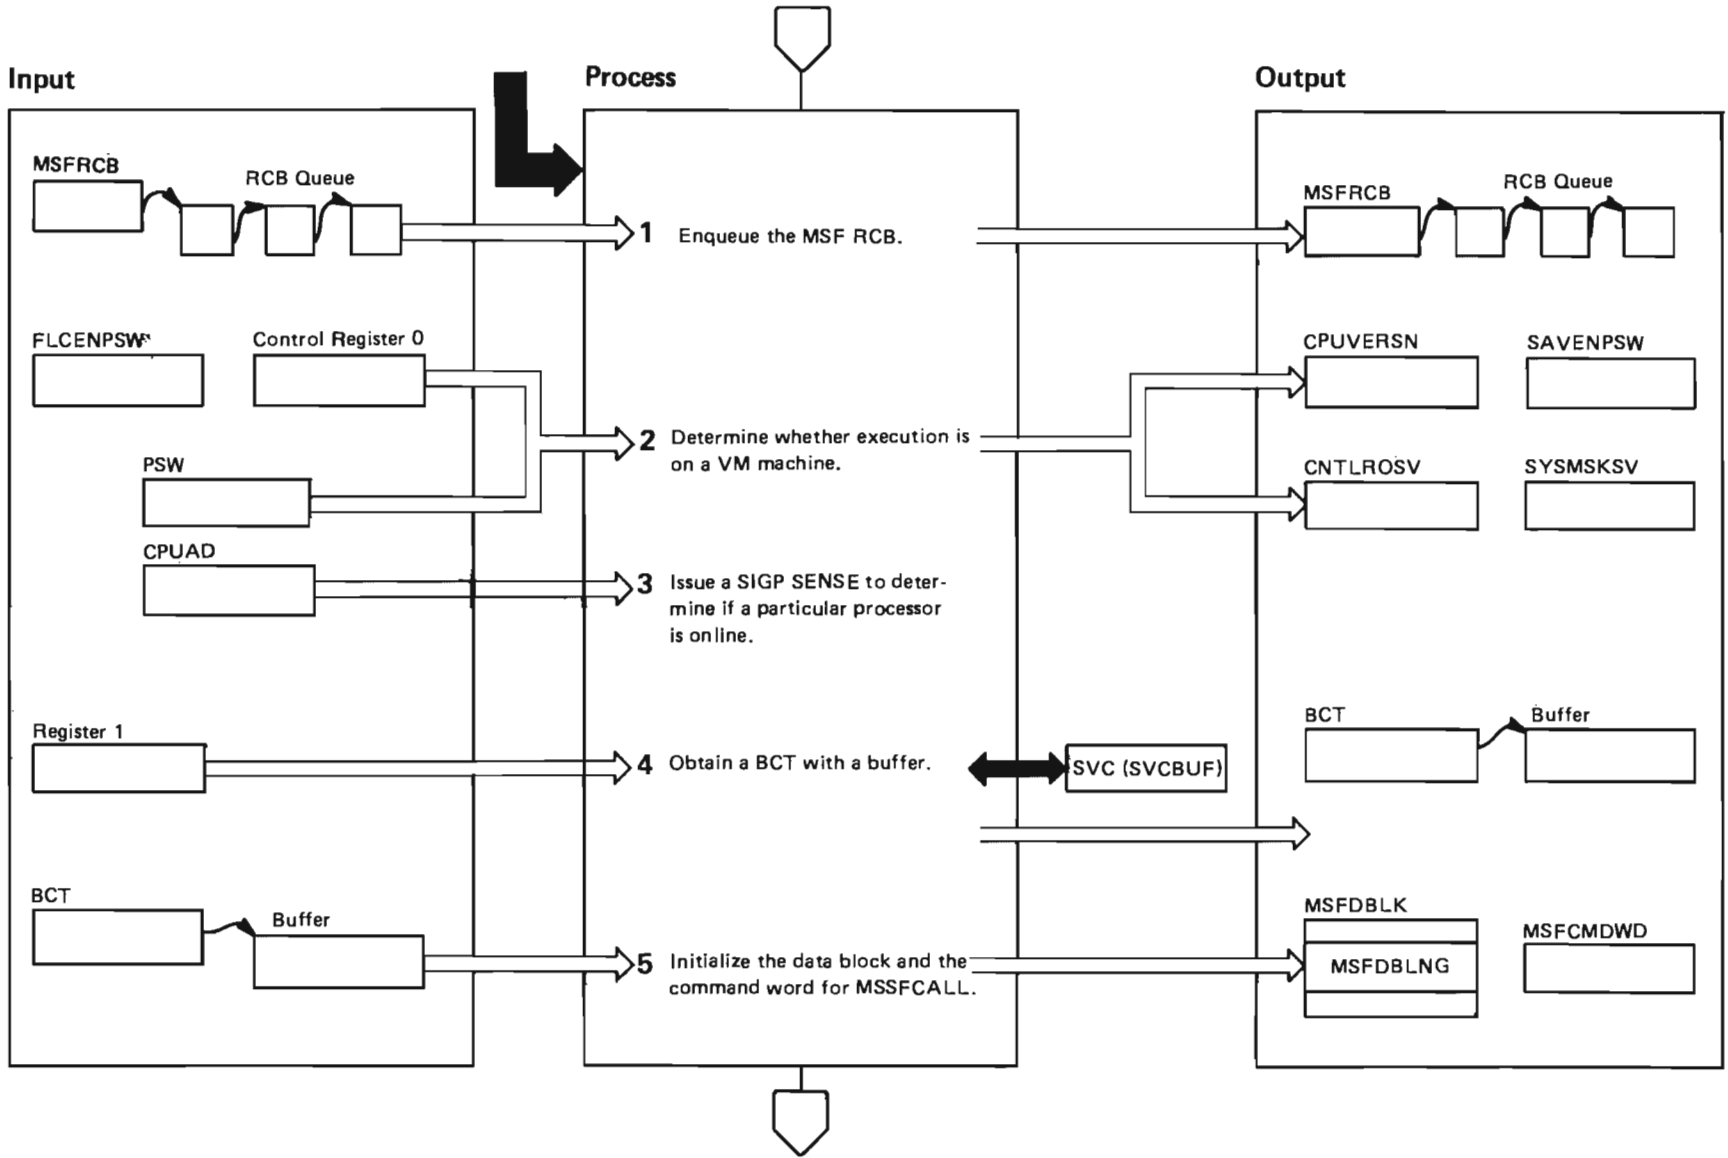 Input
Process
Output
MSFRCB
RCB Queue
1 Enqueue the MSF RCB.
MSFRCB
RCB Queue
FLCENPSW
Control Register 0
PSW
2 Determine whether execution is
on a VM machine.
CPUVERSN
SAVENPSW
CNTLROSV
SYSMSKSV
CPUAD
3 Issue a SIGP SENSE to deter-
mine if a particular processor
is online.
Register 1
4 Obtain a BCT with a buffer.
SVC (SVCBUF)
BCT
Buffer
BCT
Buffer
5 Initialize the data block and the
command word for MSSFCALL.
MSFDBLK
MSFDBLNG
MSFCMDWD